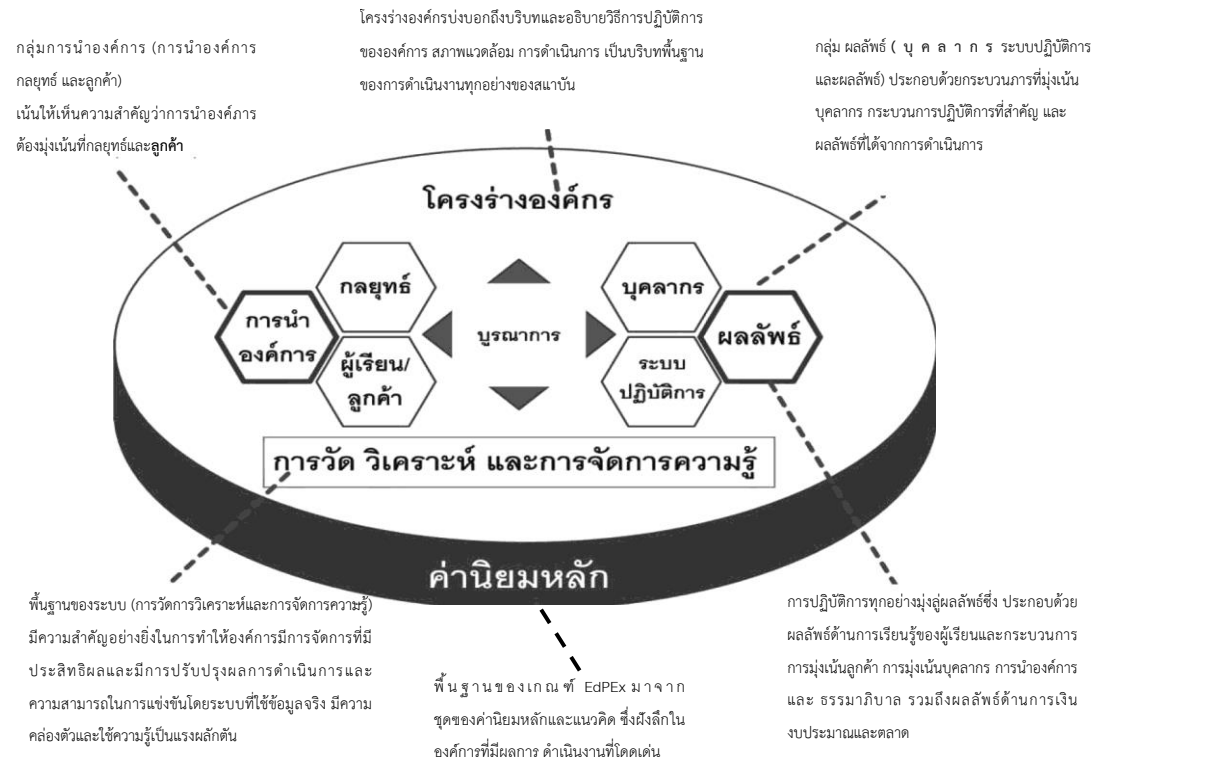 โครงร่างองค์กรบ่งบอกถึงบริบทและอธิบายวิธีการปฏิบัติการ
ขององค์การ สภาพแวดล้อม การดำเนินการ เป็นบริบทพื้นฐาน
ของการดำเนินงานทุกอย่างของสแาบัน
กลุ่มการนำองค์การ (การนำองค์การ
กลยุทธ์ และลูกค้า)
เน้นให้เห็นความสำคัญว่าการนำองค์ภาร
ต้องมุ่งเน้นที่กลยุทธ์และลูกค้า
กลุ่ม ผลลัพธ์ ( บุ ค ล า ก ร ระบบปฏิบัติการ
และผลลัพธ์) ประกอบด้วยกระบวนภารที่มุ่งเน้น
บุคลากร กระบวนการปฏิบัติการที่สำคัญ และ
ผลลัพธ์ที่ได้จากการดำเนินการ
โครงร่างองค์กร
กลยุทธ์
บุคลากร
การนำ
องค์การ
บูรณาการ
ผลลัพธ์
ผู้เรียน/
ลูกค้า
ระบบ
ปฏิบัติการ
การวัด วิเคราะห์ และการจัดการความรู้
ค่านิยมหลัก
พื้นฐานของระบบ (การวัดการวิเคราะห์และการจัดการความรู้)
มีความสำคัญอย่างยิ่งในการทำให้องค์การมีการจัดการที่มี
ประสิทธิผลและมีการปรับปรุงผลการดำเนินการและ
ความสามารถในการแข่งขันโดยระบบที่ใช้ข้อมูลจริง มีความ
คล่องตัวและใช้ความรู้เป็นแรงผลักตัน
พื้นฐานของเกณฑ์ EdPEx มาจาก
ชุดซองค่านิยมหลักและแนวคิด ซึ่งฝังลึกใน
องค์การที่มีผลการ ดำเนินงานที่โดดเด่น
การปฏิบัติการทุกอย่างมุ่งลู่ผลลัพธ์ซึ่ง ประกอบด้วย
ผลลัพธ์ด้านการเรียนรู้ของผู้เรียนและกระบวนการ
การมุ่งเน้นลูกค้า การมุ่งเน้นบุคลากร การนำองค์การ
และ ธรรมาภิบาล รวมถึงผลลัพธ์ด้านการเงิน
งบประมาณและตลาด